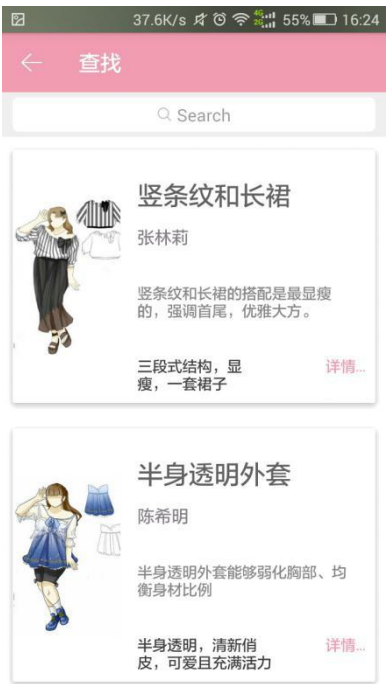 37.6K/s 4G 2G 55% 16:24
查找
Search
竖条纹和长裙
张林莉
竖条纹和长裙的搭配是最显瘦
的，强调首尾，优雅大方。
三段式结构，显
瘦，一套裙子
详情...
半身透明外套
陈希明
半身透明外套能够弱化胸部、均
衡身材比例
半身透明，清新俏
皮，可爱且充满活力
详情...